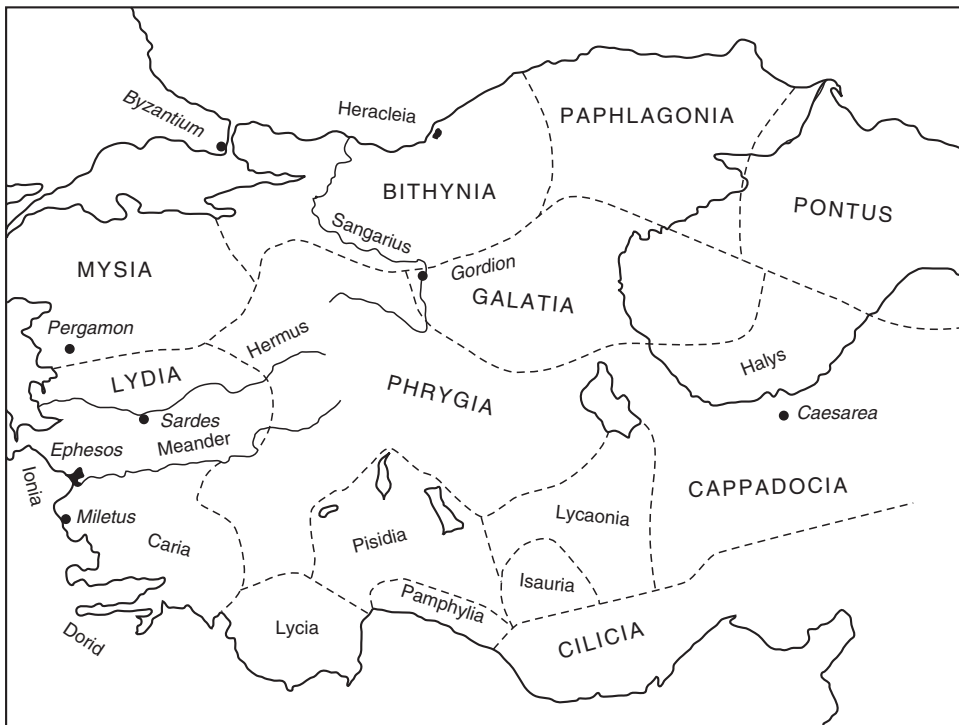 Byzantium
Heracleia
PAPHLAGONIA
BITHYNIA
PONTUS
Sangarius
Gordion
MYSIA
GALATIA
Pergamon
Hermus
Halys
LYDIA
PHRYGIA
Sardes
Caesarea
Meander
Ephesos
Ionia
CAPPADOCIA
Miletus
Lycaonia
Caria
Pisidia
Isauria
Pamphylia
Dorid
Lycia
CILICIA